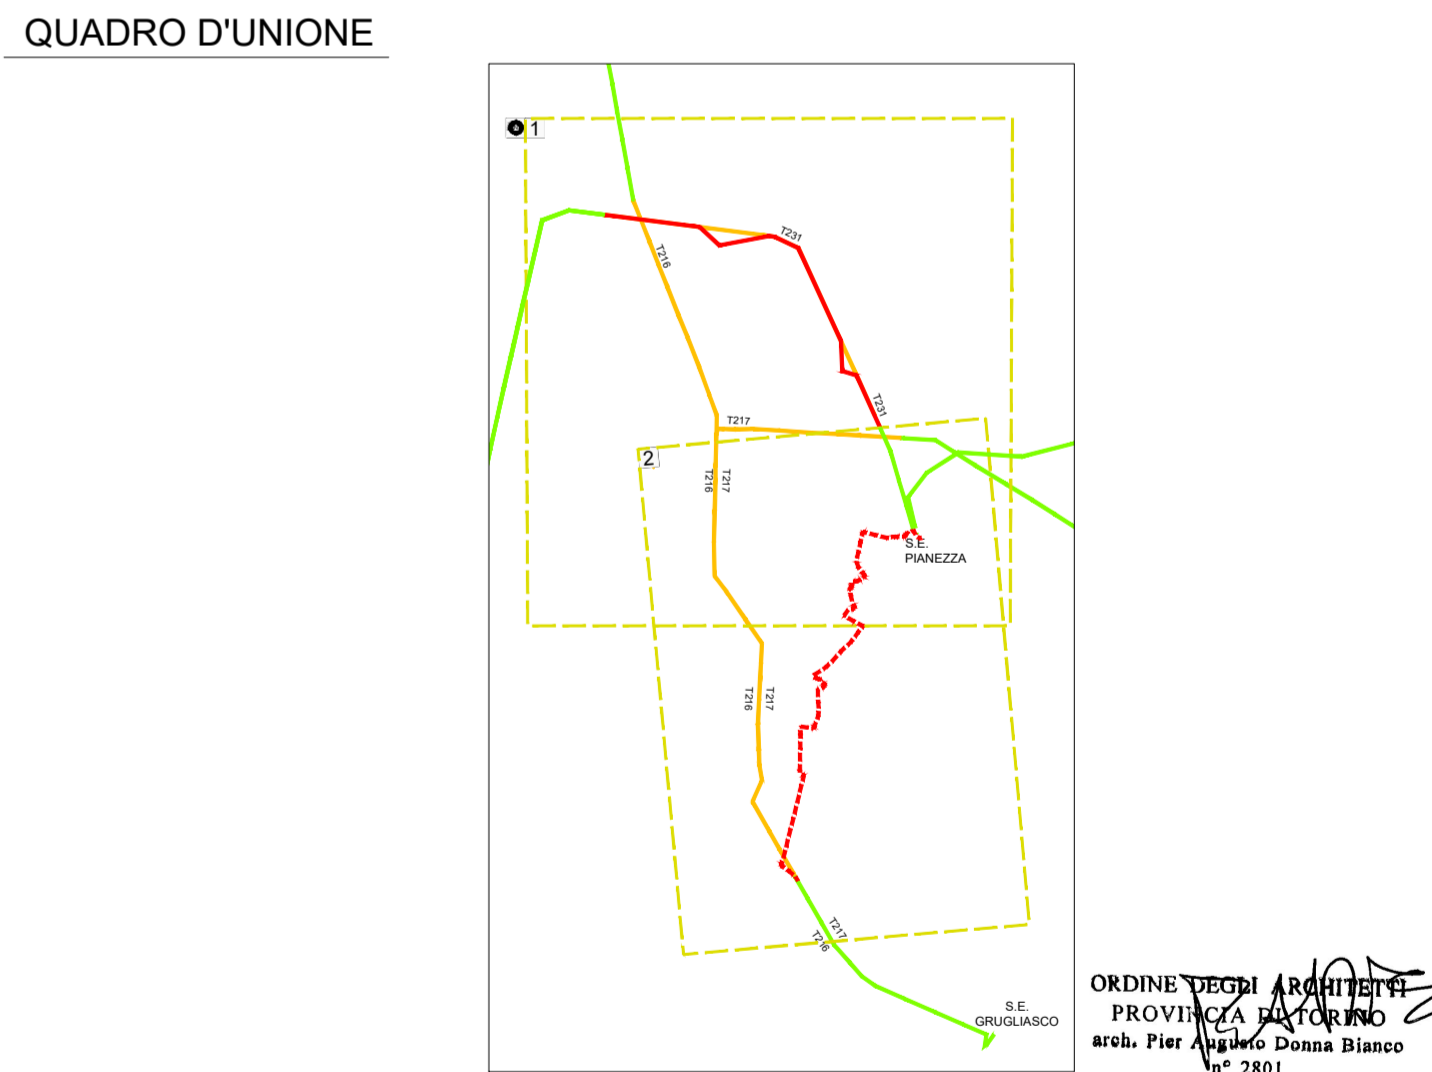 QUADRO D'UNIONE
1
T231
T216
T231
T217
2
T216
T217
S.E.
PIANEZZA
T216
T217
T217
T216
S.E.
GRUGLIASCO
ORDINE DEGLI ARCHITETTI
PROVINCIA DI TORINO
arch. Pier Augusto Donna Bianco
n° 2801